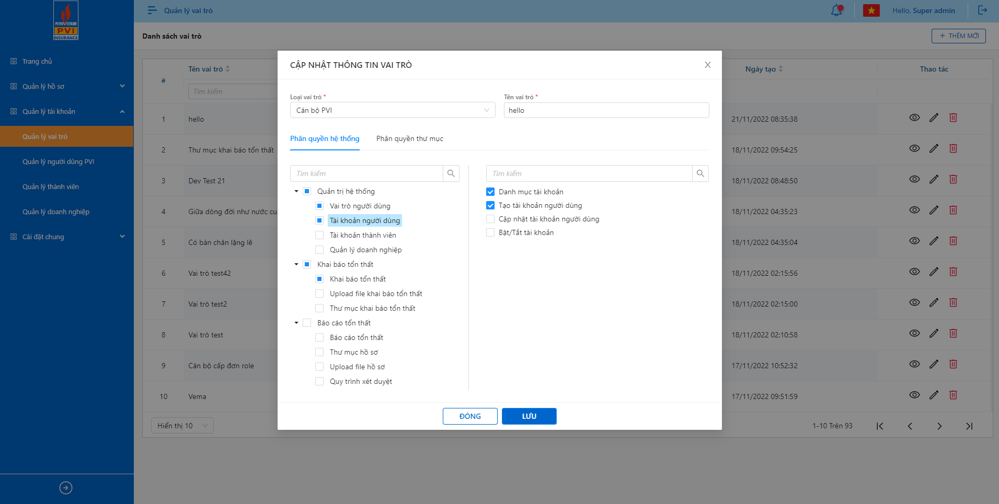 PETROVIETNAM
PVI
INSURANCE
Trang chủ
Quản lý hồ sơ
Quản lý tài khoản
Quản lý vai trò
Quản lý người dùng PVI
Quản lý thành viên
Quản lý doanh nghiệp
Cài đặt chung
Quản lý vai trò
Hello, Super admin
Danh sách vai trò
+ THÊM MỚI
#
Tên vai trò
Ngày tạo
Thao tác
Tìm kiếm
1 hello 21/11/2022 08:35:38
2 Thư mục khai báo tổn thất 18/11/2022 09:54:25
3 Dev Test 21 18/11/2022 08:48:50
4 Giữa dòng đời như nước cu 18/11/2022 04:35:23
5 Có bàn chân lặng lẽ 18/11/2022 04:35:04
6 Vai trò test42 18/11/2022 02:15:56
7 Vai trò test2 18/11/2022 02:15:00
8 Vai trò test 18/11/2022 02:10:58
9 Cán bộ cấp đơn role 17/11/2022 10:52:32
10 Vema 17/11/2022 09:51:59
Hiển thị 10
1-10 Trên 93
CẬP NHẬT THÔNG TIN VAI TRÒ
Loại vai trò *
Cán bộ PVI
Tên vai trò *
hello
Phân quyền hệ thống
Phân quyền thư mục
Tìm kiếm
Quản trị hệ thống
Vai trò người dùng
Tài khoản người dùng
Tài khoản thành viên
Quản lý doanh nghiệp
Khai báo tổn thất
Khai báo tổn thất
Upload file khai báo tổn thất
Thư mục khai báo tổn thất
Báo cáo tổn thất
Báo cáo tổn thất
Thư mục hồ sơ
Upload file hồ sơ
Quy trình xét duyệt
Tìm kiếm
Danh mục tài khoản
Tạo tài khoản người dùng
Cập nhật tài khoản người dùng
Bật/Tắt tài khoản
ĐÓNG
LƯU